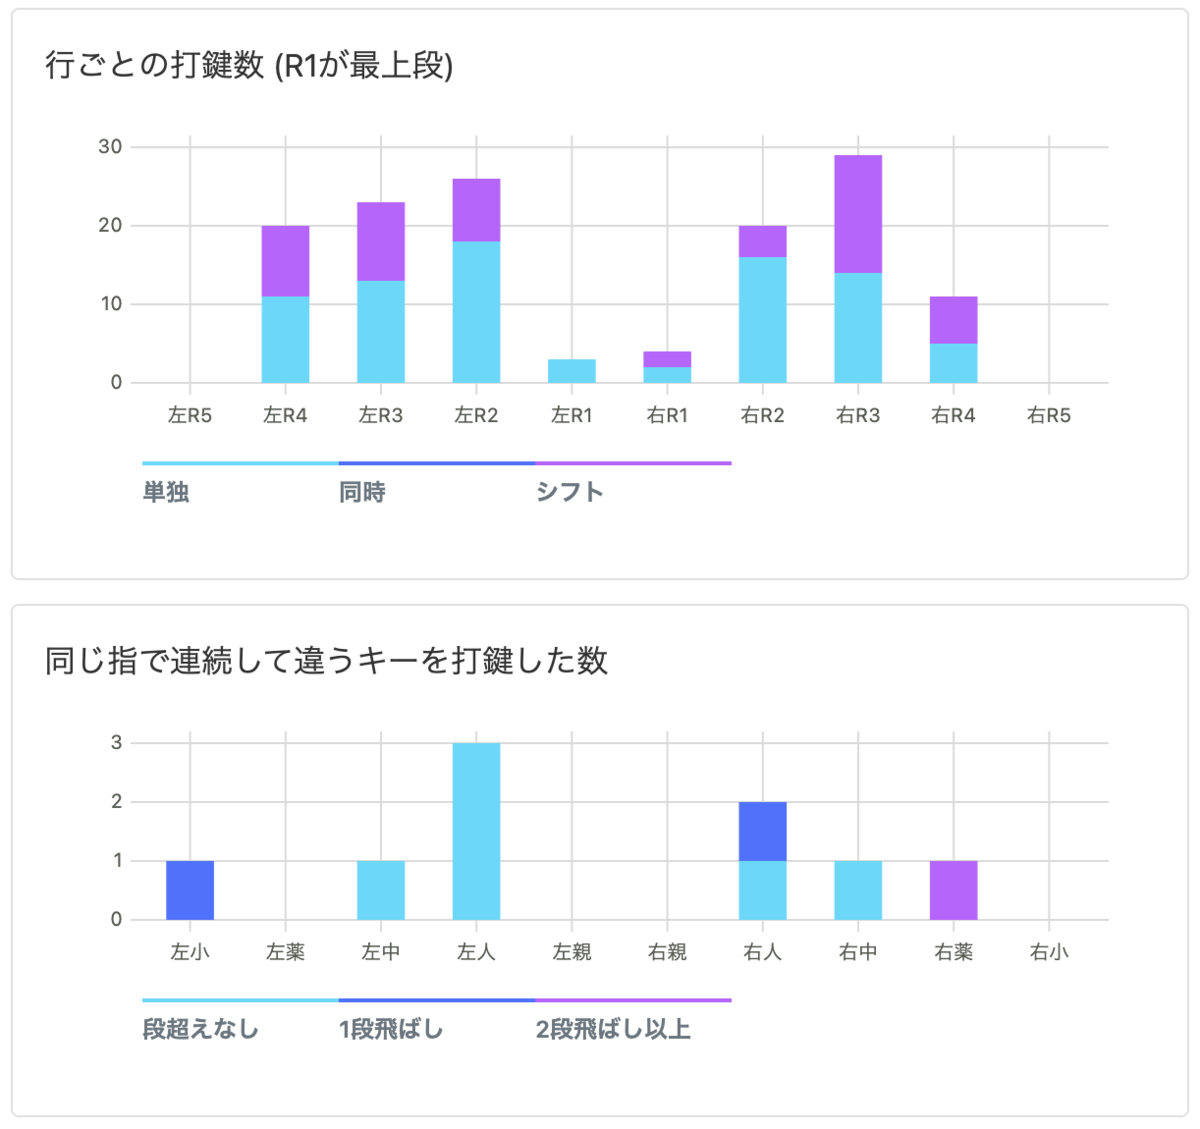 行ごとの打鍵数 (R1が最上段)
30
20
10
0
左R5 左R4 左R3 左R2 左R1 右R1 右R2 右R3 右R4 右R5
単独 同時 シフト
同じ指で連続して違うキーを打鍵した数
3
2
1
0
左小 左薬 左中 左人 左親 右親 右人 右中 右薬 右小
段超えなし 1段飛ばし 2段飛ばし以上